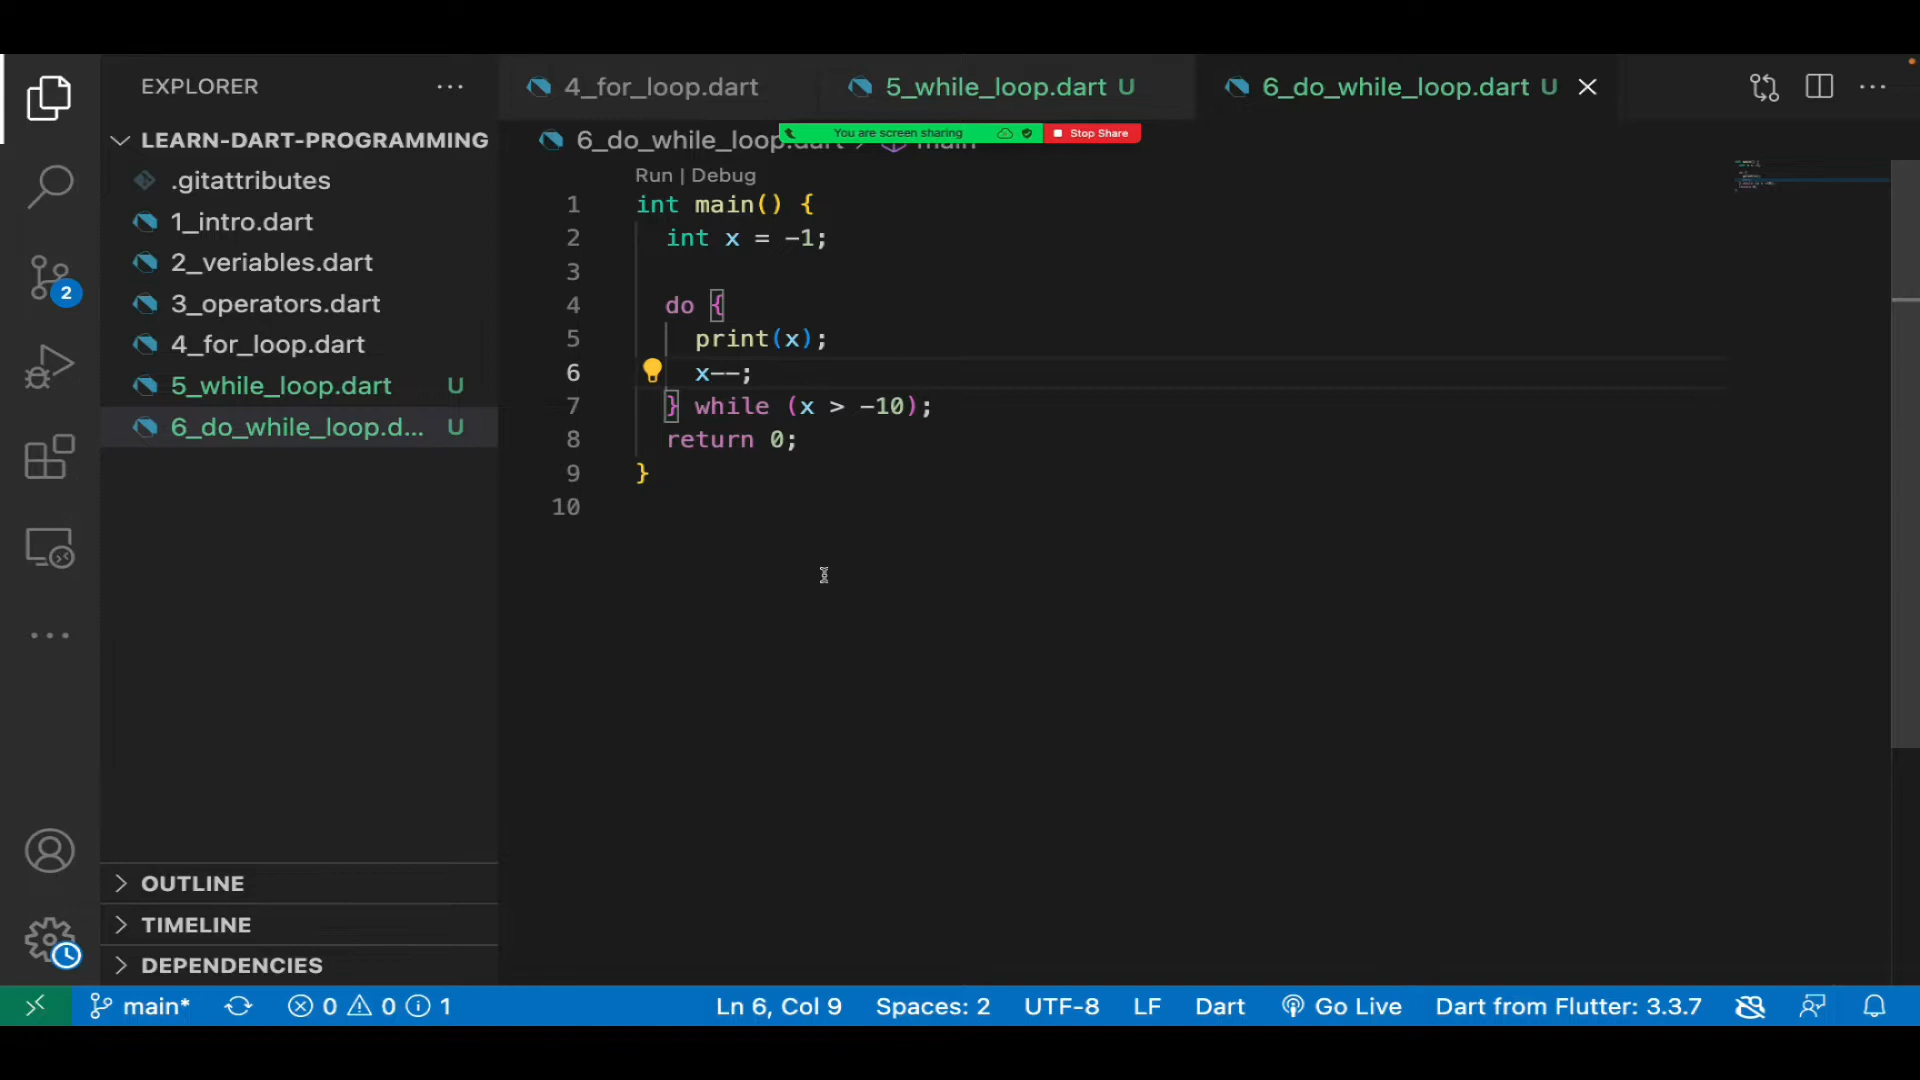 EXPLORER
LEARN-DART-PROGRAMMING
.gitattributes
1_intro.dart
2_veriables.dart
3_operators.dart
4_for_loop.dart
5_while_loop.dart U
6_do_while_loop.d... U
OUTLINE
TIMELINE
DEPENDENCIES
2
4_for_loop.dart 5_while_loop.dart U 6_do_while_loop.dart U
6_do_while_loop.dart main
You are screen sharing Stop Share
Run | Debug
1 int main() {
2 int x = -1;
3
4 do {
5 print(x);
6 x--;
7 } while (x > -10);
8 return 0;
9 }
10
main* 0 0 1 Ln 6, Col 9 Spaces: 2 UTF-8 LF Dart Go Live Dart from Flutter: 3.3.7